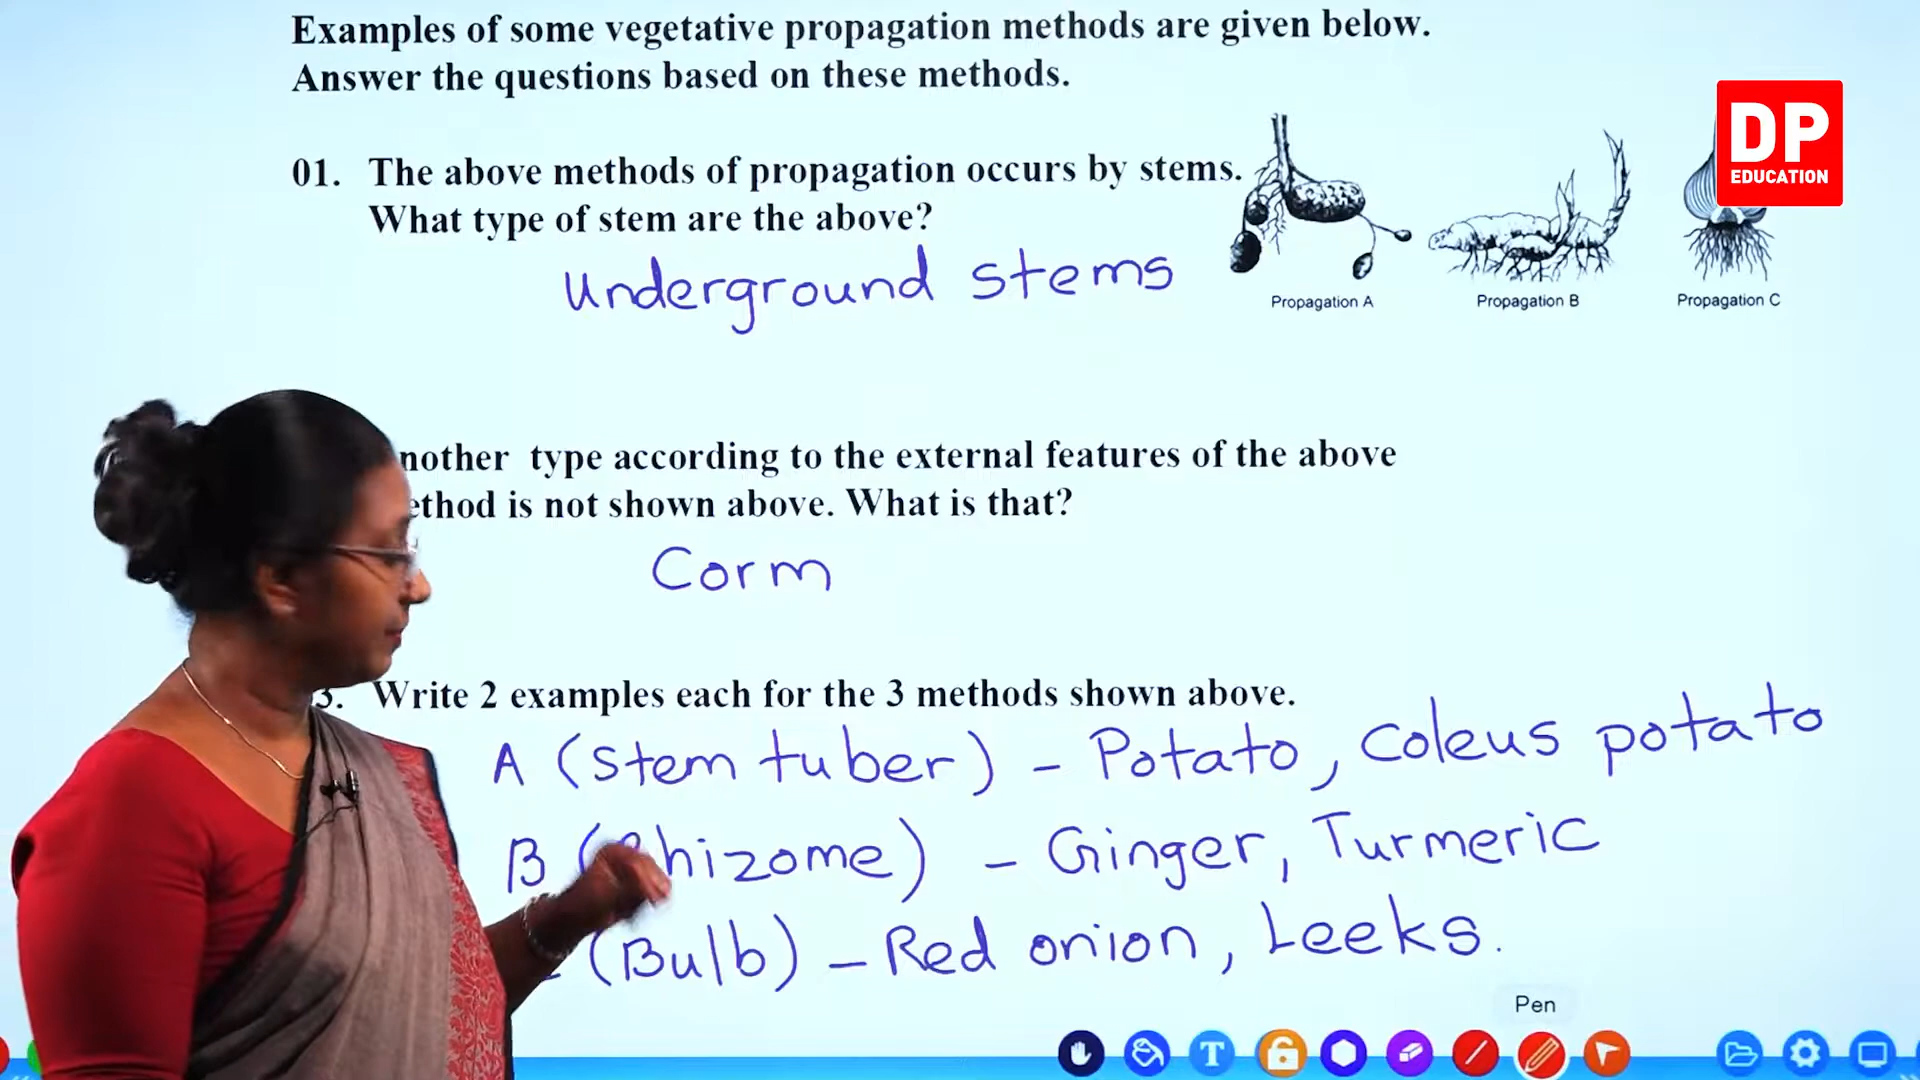 Examples of some vegetative propagation methods are given below.
Answer the questions based on these methods.
DP
EDUCATION
01. The above methods of propagation occurs by stems.
What type of stem are the above?
Underground stems
Propagation A
Propagation B
Propagation C
nother type according to the external features of the above
ethod is not shown above. What is that?
Corm
3. Write 2 examples each for the 3 methods shown above.
A (Stem tuber) - Potato, Coleus potato
B (Rhizome) - Ginger, Turmeric
(Bulb) - Red onion, Leeks.
Pen
T